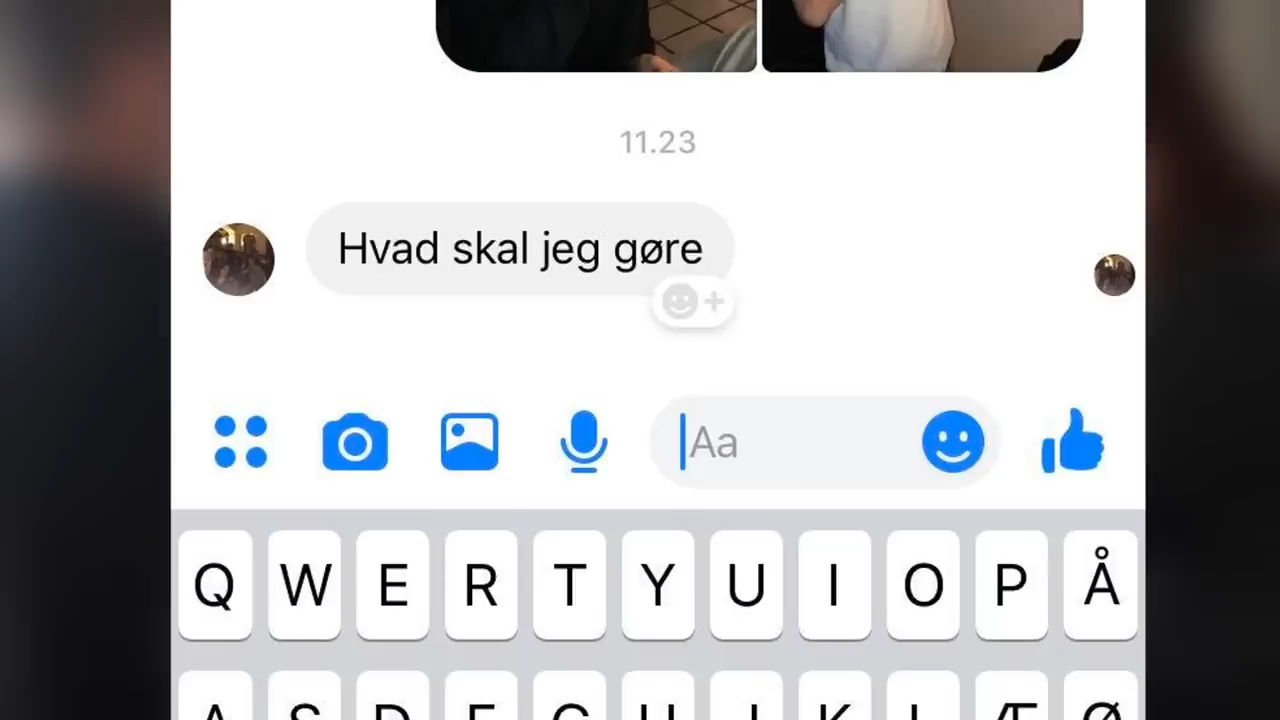 11.23
Hvad skal jeg gøre
Aa
Q W E R T Y U I O P Å
A S D F G H J K L Æ Ø